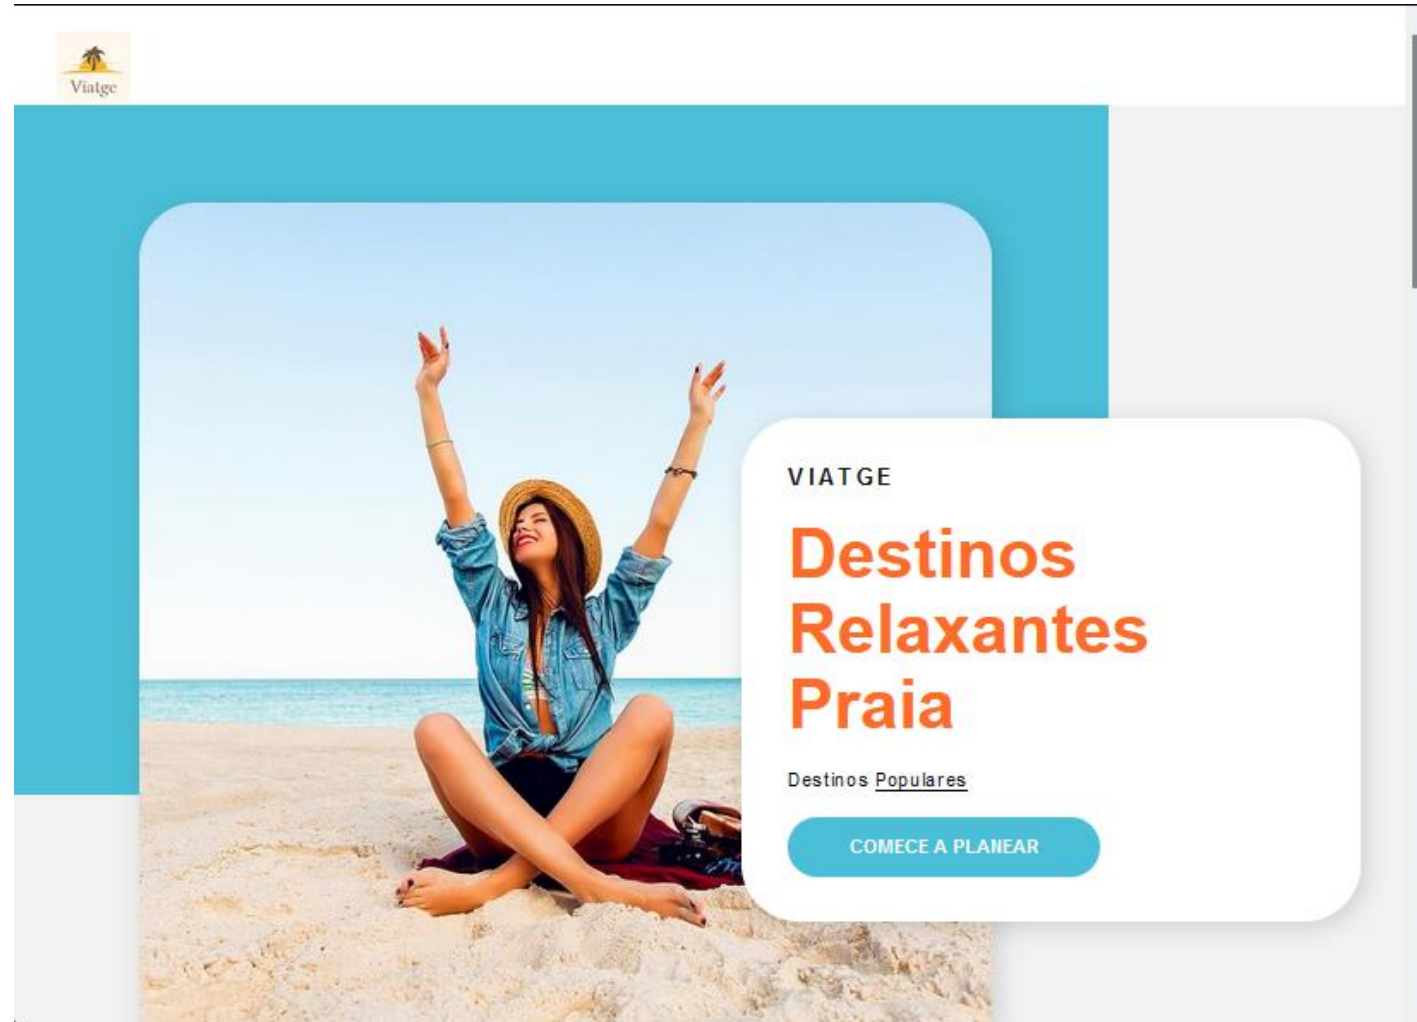 Viatge
VIATGE
Destinos
Relaxantes
Praia
Destinos Populares
COMECE A PLANEAR